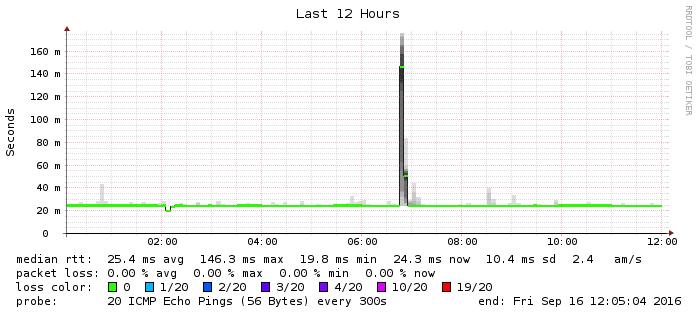 Last 12 Hours
RRDTOOL / TOBI OETIKER
Seconds
160 m
140 m
120 m
100 m
80 m
60 m
40 m
20 m
0
02:00 04:00 06:00 08:00 10:00 12:00
median rtt: 25.4 ms avg 146.3 ms max 19.8 ms min 24.3 ms now 10.4 ms sd 2.4 am/s
packet loss: 0.00 % avg 0.00 % max 0.00 % min 0.00 % now
loss color: 0 1/20 2/20 3/20 4/20 10/20 19/20
probe: 20 ICMP Echo Pings (56 Bytes) every 300s end: Fri Sep 16 12:05:04 2016